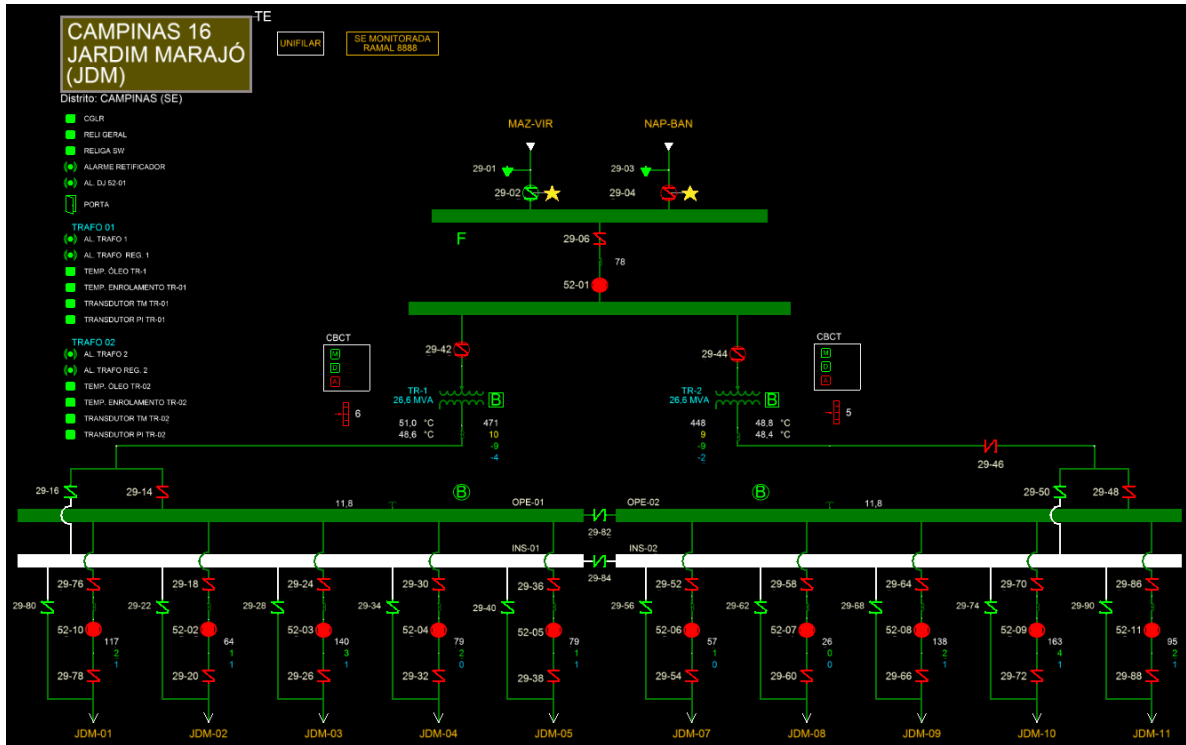 TE
CAMPINAS 16
JARDIM MARAJÓ
(JDM)
UNIFILAR
SE MONITORADA
RAMAL 8888
Distrito: CAMPINAS (SE)
CGLR
RELI GERAL
RELIGA SW
ALARME RETIFICADOR
AL. DJ 52-01
PORTA
TRAFO 01
AL. TRAFO 1
AL. TRAFO REG. 1
TEMP. ÓLEO TR-1
TEMP. ENROLAMENTO TR-01
TRANSDUTOR TM TR-01
TRANSDUTOR PI TR-01
TRAFO 02
AL. TRAFO 2
AL. TRAFO REG. 2
TEMP. ÓLEO TR-02
TEMP. ENROLAMENTO TR-02
TRANSDUTOR TM TR-02
TRANSDUTOR PI TR-02
MAZ-VIR NAP-BAN
29-01 29-03
29-02 29-04
F
29-06
78
52-01
CBCT
M
D
A
6
29-42
TR-1
26,6 MVA
B
51,0 °C 471
48,6 °C 10
-9
-4
29-44
TR-2
26,6 MVA
B
448 48,8 °C
9 48,4 °C
-9
-2
CBCT
M
D
A
5
29-46
29-16 29-14 29-50 29-48
B B
11,8 OPE-01 OPE-02 11,8
29-82
INS-01 INS-02
29-84
29-76 29-18 29-24 29-30 29-36 29-52 29-58 29-64 29-70 29-86
29-80 29-22 29-28 29-34 29-40 29-56 29-62 29-68 29-74 29-90
52-10 52-02 52-03 52-04 52-05 52-06 52-07 52-08 52-09 52-11
117 64 140 79 79 57 26 138 163 95
2 1 3 1 1 1 0 2 4 2
1 1 1 0 1 0 0 1 1 1
29-78 29-20 29-26 29-32 29-38 29-54 29-60 29-66 29-72 29-88
JDM-01 JDM-02 JDM-03 JDM-04 JDM-05 JDM-07 JDM-08 JDM-09 JDM-10 JDM-11